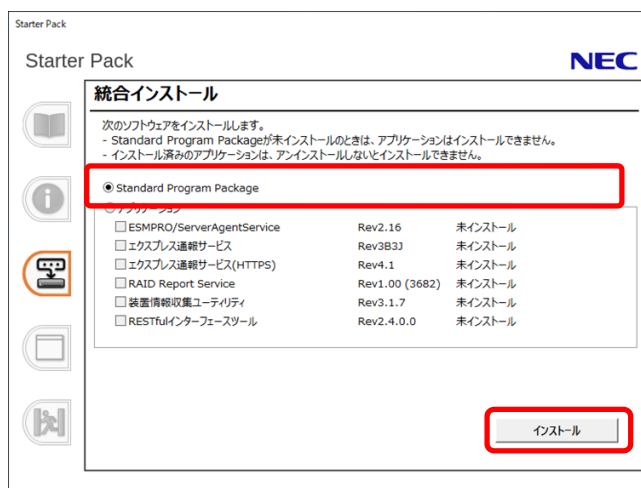 Starter Pack
Starter Pack
NEC
統合インストール
次のソフトウェアをインストールします。
- Standard Program Packageが未インストールのときは、アプリケーションはインストールできません。
- インストール済みのアプリケーションは、アンインストールしないとインストールできません。
Standard Program Package
アプリケーション
ESMPRO/ServerAgentService Rev2.16 未インストール
エクスプレス通報サービス Rev3B3J 未インストール
エクスプレス通報サービス(HTTPS) Rev4.1 未インストール
RAID Report Service Rev1.00 (3682) 未インストール
装置情報収集ユーティリティ Rev3.1.7 未インストール
RESTfulインターフェースツール Rev2.4.0.0 未インストール
インストール